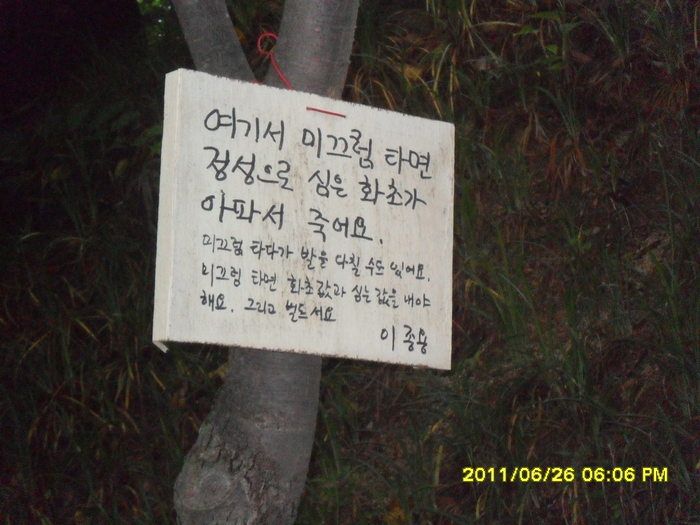 여기서 미끄럼 타면
정성으로 심은 화초가
아파서 죽어요.
미끄럼 타다가 발을 다칠 수도 있어요.
미끄럼 타면 화초값과 심는 값을 내야
해요. 그리고 벌도 서요
이종용
2011/06/26 06:06 PM